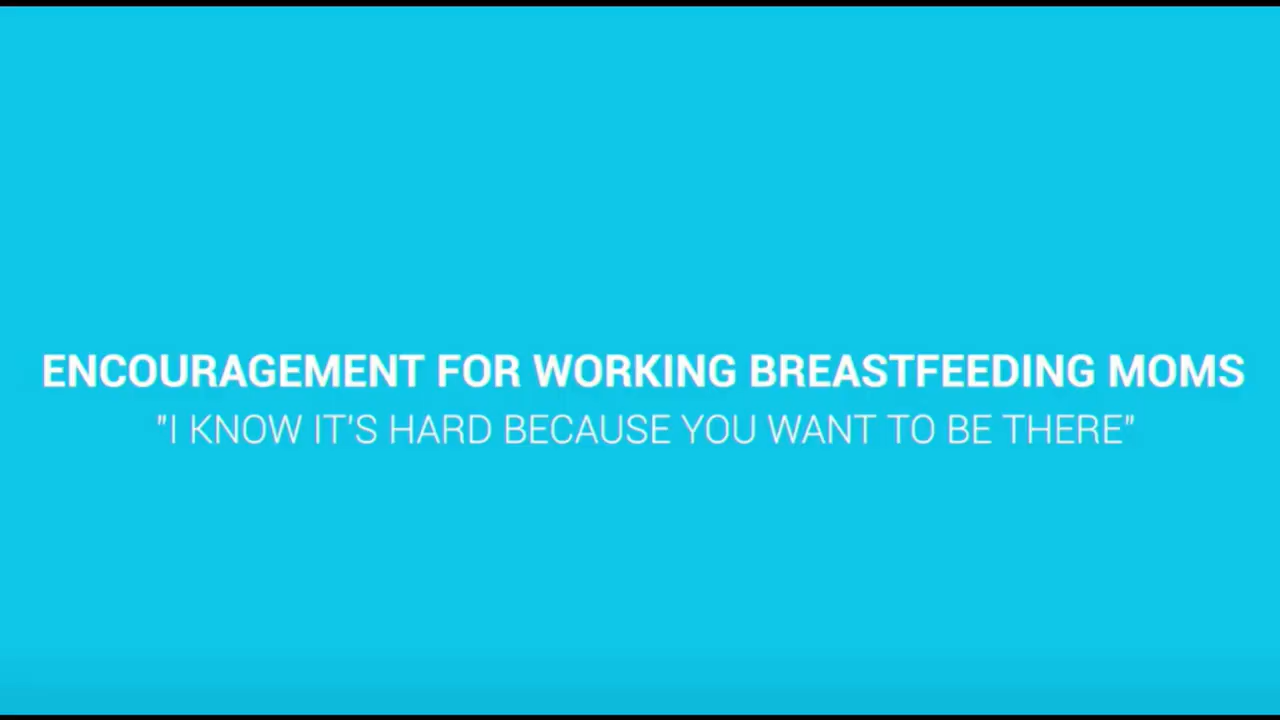 ENCOURAGEMENT FOR WORKING BREASTFEEDING MOMS
"I KNOW IT'S HARD BECAUSE YOU WANT TO BE THERE"